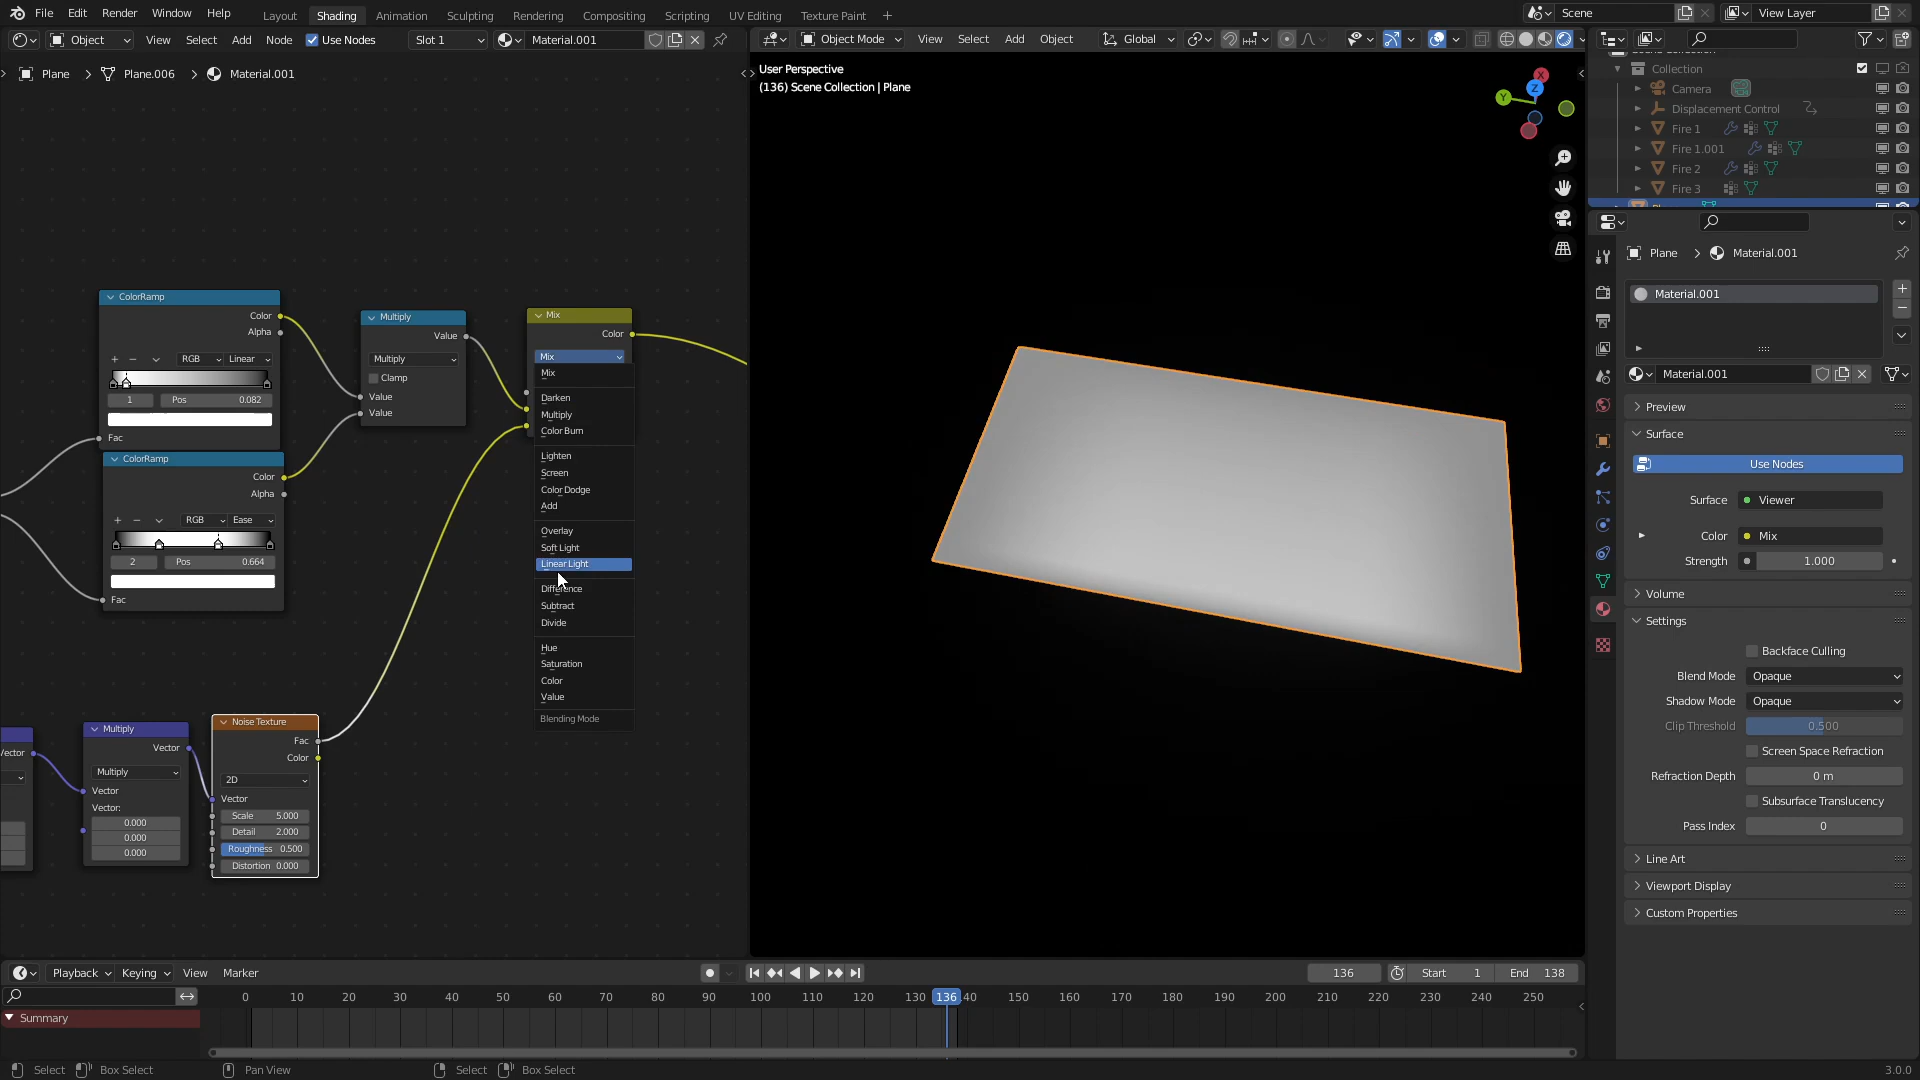 File Edit Render Window Help Layout Shading Animation Sculpting Rendering Compositing Scripting UV Editing Texture Paint + Scene View Layer
Object View Select Add Node Use Nodes Slot 1 Material.001
Object Mode View Select Add Object Global
Plane > Plane.006 > Material.001
User Perspective
(136) Scene Collection | Plane
X
Y
Z
Collection
Camera
Displacement Control
Fire 1
Fire 1.001
Fire 2
Fire 3
Plane > Material.001
Material.001
Material.001
Preview
Surface
Use Nodes
Surface Viewer
Color Mix
Strength 1.000
Volume
Settings
Backface Culling
Blend Mode Opaque
Shadow Mode Opaque
Clip Threshold 0.500
Screen Space Refraction
Refraction Depth 0 m
Subsurface Translucency
Pass Index 0
Line Art
Viewport Display
Custom Properties
ColorRamp
Color
Alpha
RGB Linear
1 Pos 0.082
Fac
ColorRamp
Color
Alpha
RGB Ease
2 Pos 0.664
Fac
Multiply
Value
Multiply
Clamp
Value
Value
Mix
Color
Mix
Mix
Darken
Multiply
Color Burn
Lighten
Screen
Color Dodge
Add
Overlay
Soft Light
Linear Light
Difference
Subtract
Divide
Hue
Saturation
Color
Value
Blending Mode
Vector
Multiply
Vector
Multiply
Vector
Vector:
0.000
0.000
0.000
Noise Texture
Fac
Color
2D
Vector
Scale 5.000
Detail 2.000
Roughness 0.500
Distortion 0.000
Playback Keying View Marker 136 Start 1 End 138
0 10 20 30 40 50 60 70 80 90 100 110 120 130 136 40 150 160 170 180 190 200 210 220 230 240 250
Summary
Select Box Select Pan View Select Box Select 3.0.0